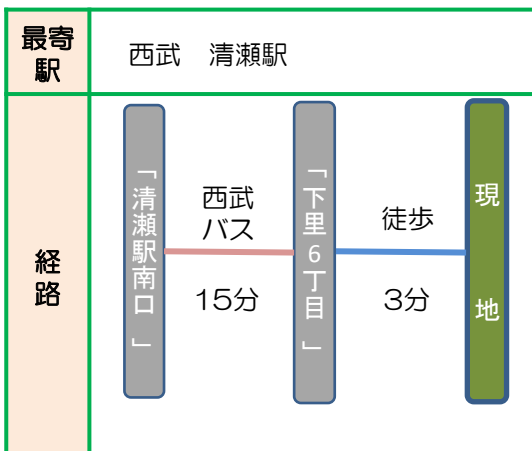 最寄
駅
西武　清瀬駅
経
路
「清瀬駅南口　」
西武
バス
15分
「下里６丁目　」
徒歩
3分
現　地